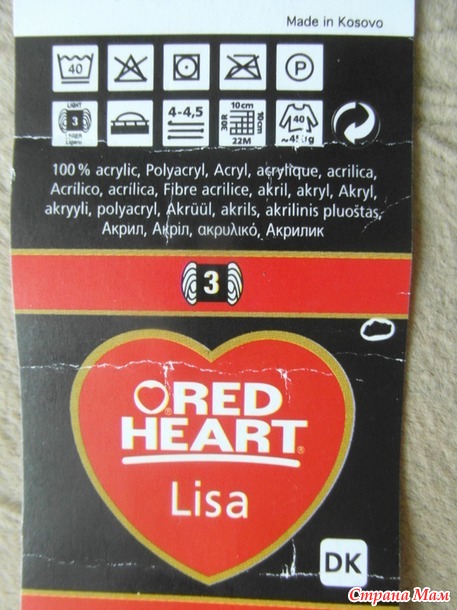 Made in Kosovo
40
P
LIGHT
3
4-4,5
10cm
30R
10cm
22M
40
100 % acrylic, Polyacryl, Acryl, acrylique, acrilica,
Acrílico, acrílica, Fibre acrilice, akril, akryl, Akryl,
akryyli, polyacryl, Akrüül, akrils, akrilinis pluoštas,
Акрил, Акріл, ακρυλικό, Акрилик
3
RED
HEART
Lisa
DK
Страна Мам